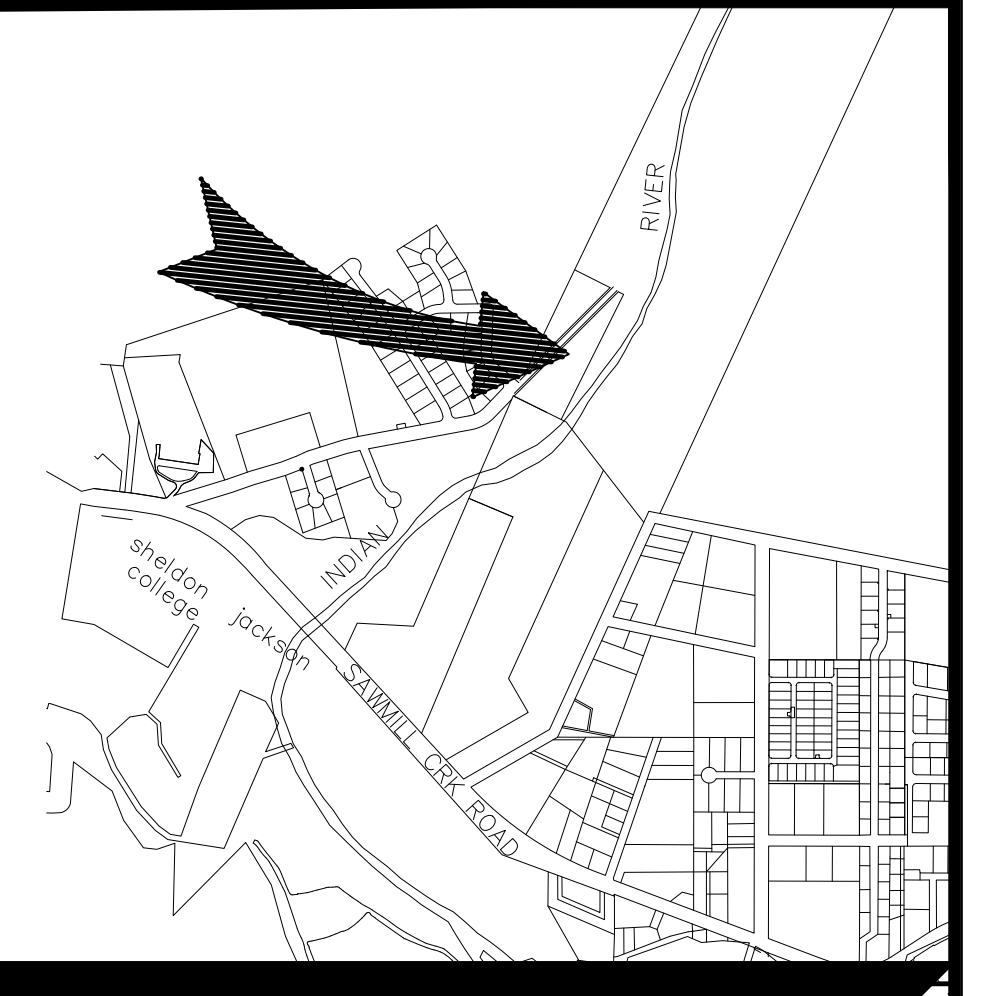 RIVER
INDIAN
sheldon
college
jackson
SAWMILL CRK ROAD